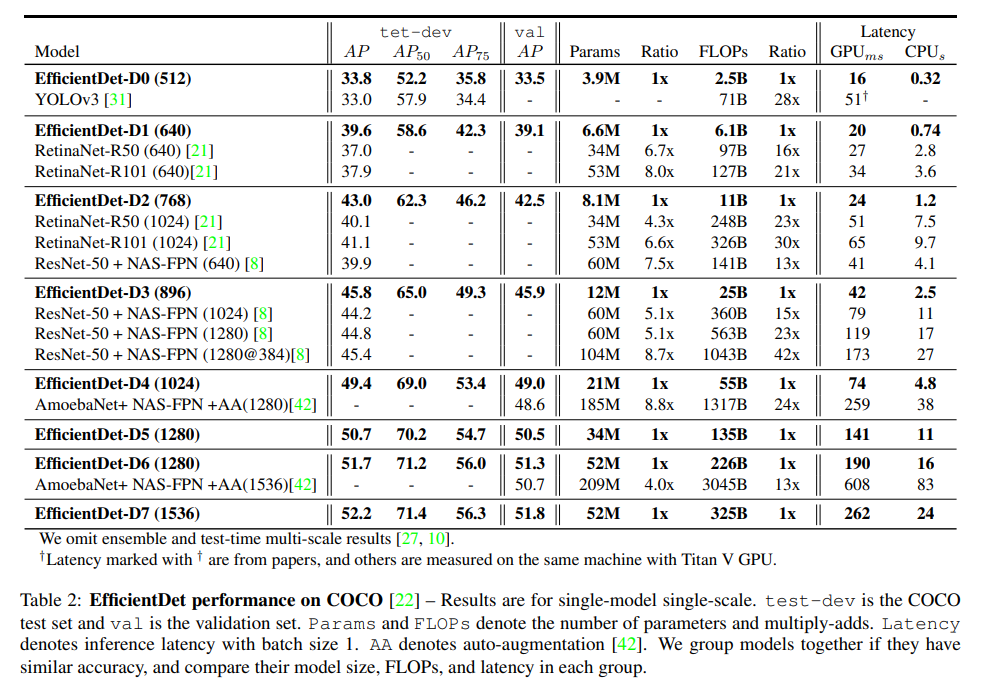 tet-dev val Latency
Model AP AP50 AP75 AP Params Ratio FLOPs Ratio GPUms CPUs
EfficientDet-D0 (512) 33.8 52.2 35.8 33.5 3.9M 1x 2.5B 1x 16 0.32
YOLOv3 [31] 33.0 57.9 34.4 - - - 71B 28x 51† -
EfficientDet-D1 (640) 39.6 58.6 42.3 39.1 6.6M 1x 6.1B 1x 20 0.74
RetinaNet-R50 (640) [21] 37.0 - - - 34M 6.7x 97B 16x 27 2.8
RetinaNet-R101 (640)[21] 37.9 - - - 53M 8.0x 127B 21x 34 3.6
EfficientDet-D2 (768) 43.0 62.3 46.2 42.5 8.1M 1x 11B 1x 24 1.2
RetinaNet-R50 (1024) [21] 40.1 - - - 34M 4.3x 248B 23x 51 7.5
RetinaNet-R101 (1024) [21] 41.1 - - - 53M 6.6x 326B 30x 65 9.7
ResNet-50 + NAS-FPN (640) [8] 39.9 - - - 60M 7.5x 141B 13x 41 4.1
EfficientDet-D3 (896) 45.8 65.0 49.3 45.9 12M 1x 25B 1x 42 2.5
ResNet-50 + NAS-FPN (1024) [8] 44.2 - - - 60M 5.1x 360B 15x 79 11
ResNet-50 + NAS-FPN (1280) [8] 44.8 - - - 60M 5.1x 563B 23x 119 17
ResNet-50 + NAS-FPN (1280@384)[8] 45.4 - - - 104M 8.7x 1043B 42x 173 27
EfficientDet-D4 (1024) 49.4 69.0 53.4 49.0 21M 1x 55B 1x 74 4.8
AmoebaNet+ NAS-FPN +AA(1280)[42] - - - 48.6 185M 8.8x 1317B 24x 259 38
EfficientDet-D5 (1280) 50.7 70.2 54.7 50.5 34M 1x 135B 1x 141 11
EfficientDet-D6 (1280) 51.7 71.2 56.0 51.3 52M 1x 226B 1x 190 16
AmoebaNet+ NAS-FPN +AA(1536)[42] - - - 50.7 209M 4.0x 3045B 13x 608 83
EfficientDet-D7 (1536) 52.2 71.4 56.3 51.8 52M 1x 325B 1x 262 24
We omit ensemble and test-time multi-scale results [27, 10].
†Latency marked with † are from papers, and others are measured on the same machine with Titan V GPU.
Table 2: EfficientDet performance on COCO [22] – Results are for single-model single-scale. test-dev is the COCO
test set and val is the validation set. Params and FLOPs denote the number of parameters and multiply-adds. Latency
denotes inference latency with batch size 1. AA denotes auto-augmentation [42]. We group models together if they have
similar accuracy, and compare their model size, FLOPs, and latency in each group.